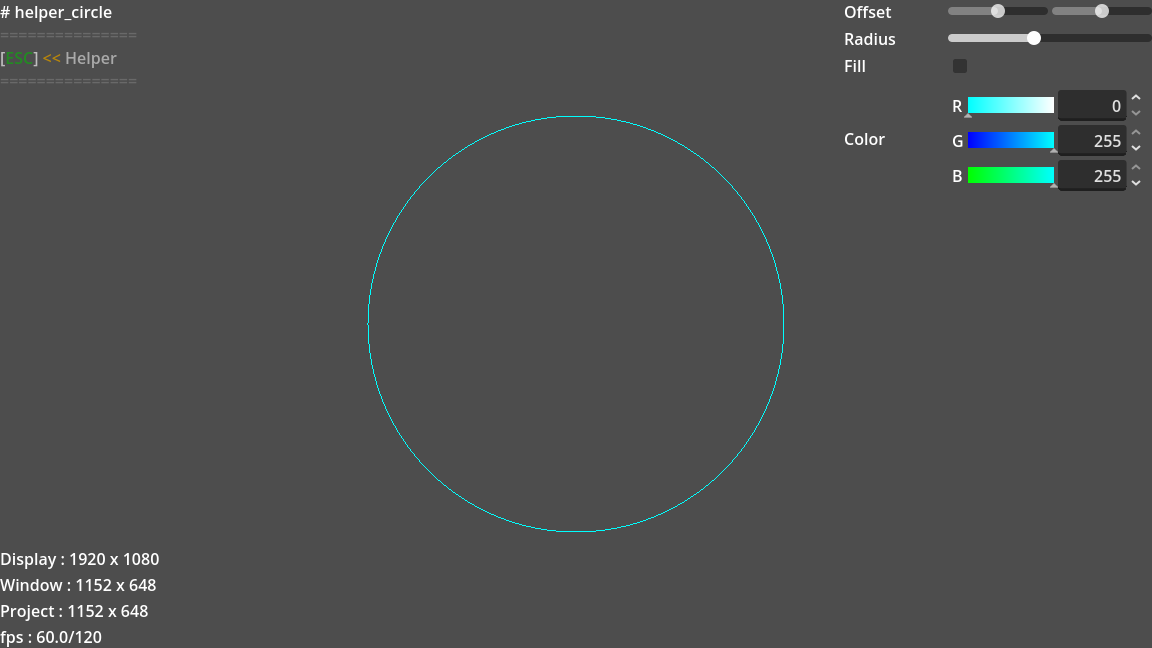 # helper_circle
===============
[ESC] << Helper
===============
Offset
Radius
Fill
Color
R 0
G 255
B 255
Display : 1920 x 1080
Window : 1152 x 648
Project : 1152 x 648
fps : 60.0/120